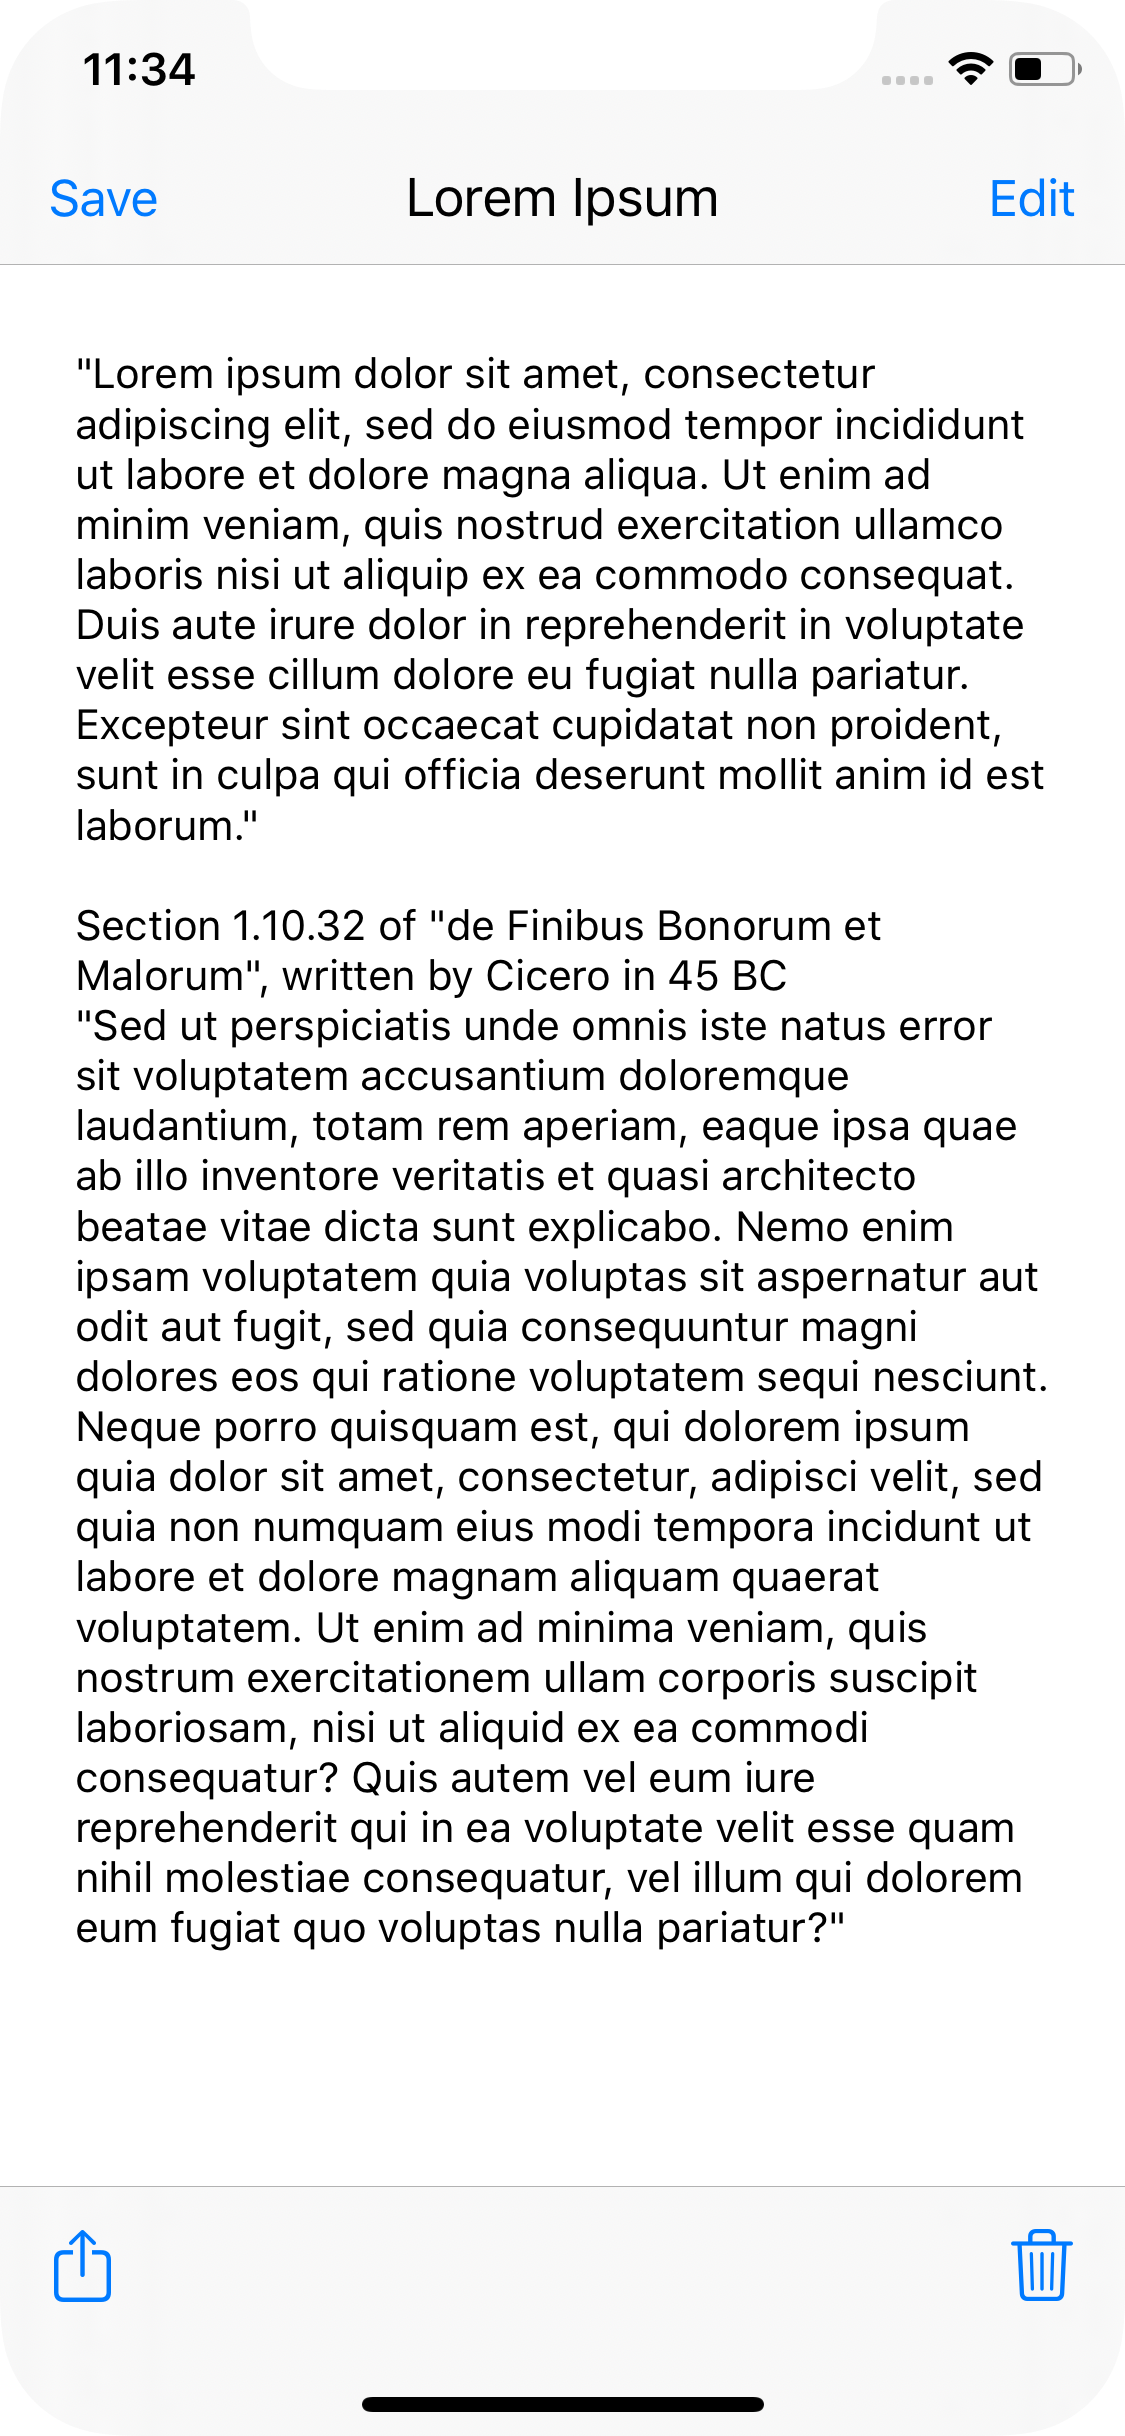 11:34
Save Lorem Ipsum Edit
"Lorem ipsum dolor sit amet, consectetur
adipiscing elit, sed do eiusmod tempor incididunt
ut labore et dolore magna aliqua. Ut enim ad
minim veniam, quis nostrud exercitation ullamco
laboris nisi ut aliquip ex ea commodo consequat.
Duis aute irure dolor in reprehenderit in voluptate
velit esse cillum dolore eu fugiat nulla pariatur.
Excepteur sint occaecat cupidatat non proident,
sunt in culpa qui officia deserunt mollit anim id est
laborum."
Section 1.10.32 of "de Finibus Bonorum et
Malorum", written by Cicero in 45 BC
"Sed ut perspiciatis unde omnis iste natus error
sit voluptatem accusantium doloremque
laudantium, totam rem aperiam, eaque ipsa quae
ab illo inventore veritatis et quasi architecto
beatae vitae dicta sunt explicabo. Nemo enim
ipsam voluptatem quia voluptas sit aspernatur aut
odit aut fugit, sed quia consequuntur magni
dolores eos qui ratione voluptatem sequi nesciunt.
Neque porro quisquam est, qui dolorem ipsum
quia dolor sit amet, consectetur, adipisci velit, sed
quia non numquam eius modi tempora incidunt ut
labore et dolore magnam aliquam quaerat
voluptatem. Ut enim ad minima veniam, quis
nostrum exercitationem ullam corporis suscipit
laboriosam, nisi ut aliquid ex ea commodi
consequatur? Quis autem vel eum iure
reprehenderit qui in ea voluptate velit esse quam
nihil molestiae consequatur, vel illum qui dolorem
eum fugiat quo voluptas nulla pariatur?"